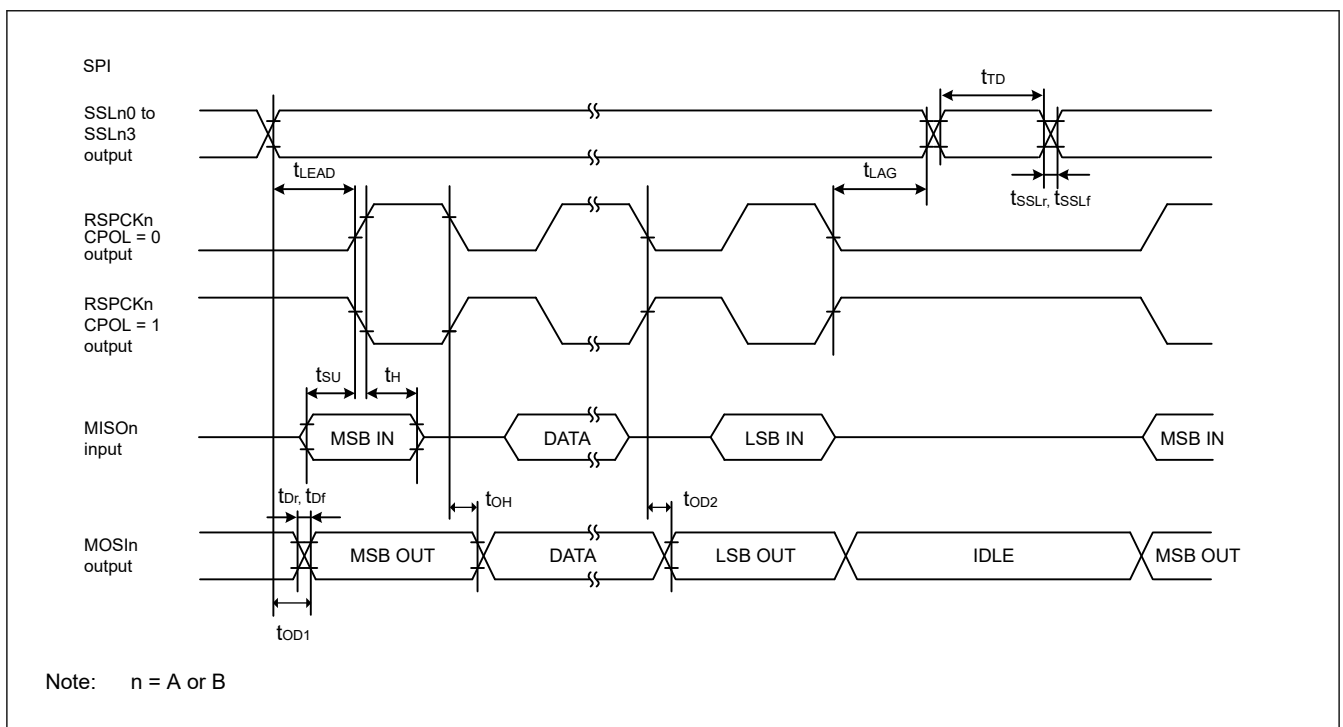 SPI
tTD
SSLn0 to
SSLn3
output
tLEAD
tLAG
tSSLr, tSSLf
RSPCKn
CPOL = 0
output
RSPCKn
CPOL = 1
output
tSU
tH
MISOn
input
MSB IN
DATA
LSB IN
MSB IN
tDr, tDf
tOH
tOD2
MOSIn
output
MSB OUT
DATA
LSB OUT
IDLE
MSB OUT
tOD1
Note: n = A or B